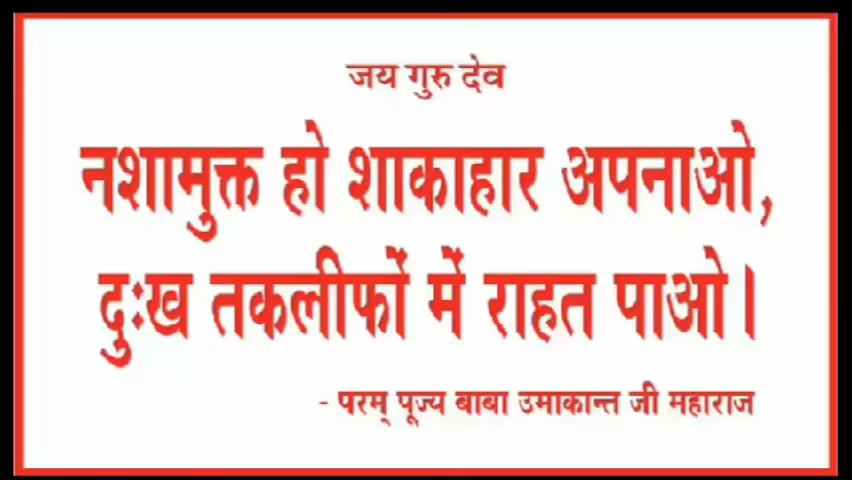 जय गुरु देव
नशामुक्त हो शाकाहार अपनाओ,
दुःख तकलीफों में राहत पाओ।
- परम् पूज्य बाबा उमाकान्त जी महाराज